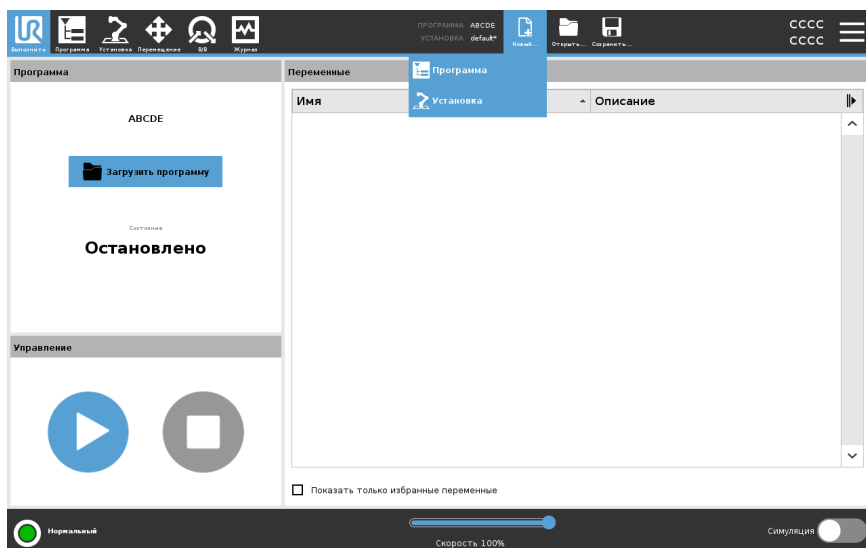 UR
ПРОГРАММА ABCDE
УСТАНОВКА default*
CCCC
CCCC
Выполнить Программа Установка Перемещение В/В Журнал
Новый... Открыть... Сохранить...
Программа
Переменные
Программа
Установка
Имя Описание
ABCDE
Загрузить программу
Состояние
Остановлено
Управление
Показать только избранные переменные
Нормальный
Скорость 100%
Симуляция